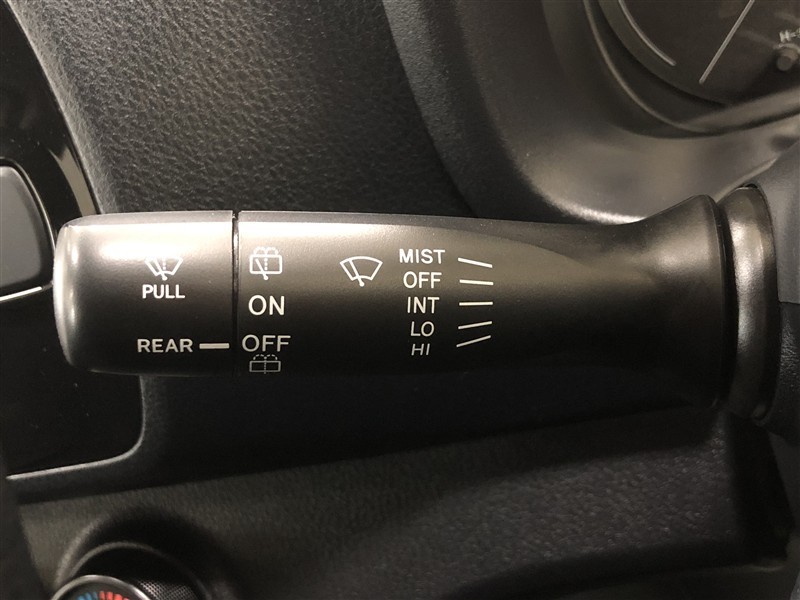 PULL
REAR
ON
OFF
MIST
OFF
INT
LO
HI
H